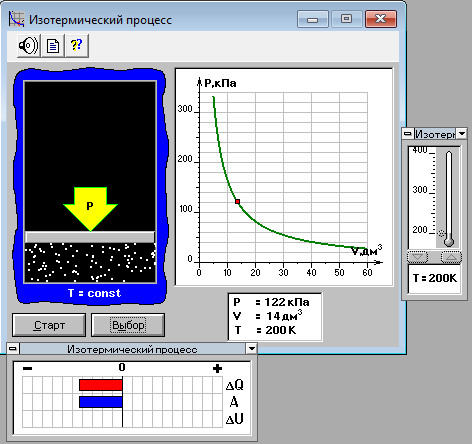 Изотермический процесс
??
P,кПа
300
200
100
0
0 10 20 30 40 50 60
V,дм3
P
T = const
P = 122 кПа
V = 14 дм3
T = 200 K
Старт
Выбор
Изотерм
400
300
200
T = 200K
Изотермический процесс
− 0 +
ΔQ
A
ΔU